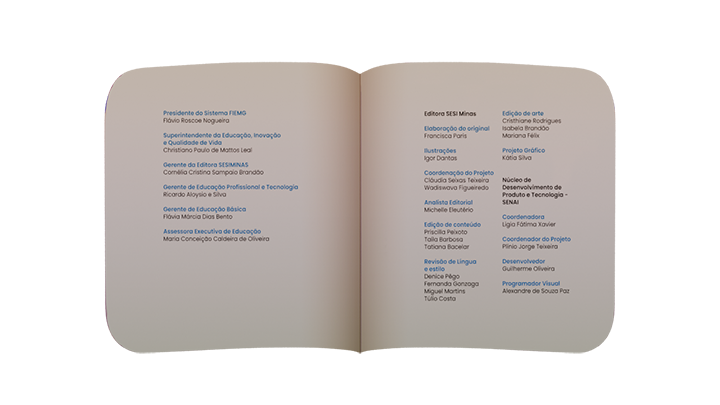 Presidente do Sistema FIEMG
Flávio Roscoe Nogueira
Superintendente da Educação, Inovação
e Qualidade de Vida
Christiano Paulo de Mattos Leal
Gerente da Editora SESIMINAS
Camélia Cristina Sampaio Brandão
Gerente de Educação Profissional e Tecnologia
Ricardo Aloysio e Silva
Gerente de Educação Básica
Flávia Márcia Dias Bento
Assessora Executiva de Educação
Maria Conceição Caldeira de Oliveira
Editora SESI Minas
Elaboração do original
Francisca Paris
Ilustrações
Igor Dantas
Coordenação do Projeto
Cláudia Seixas Teixeira
Wadiswava Figueiredo
Analista Editorial
Michelle Eleutério
Edição de conteúdo
Priscilla Peixoto
Talia Barbosa
Tatiana Bacelar
Revisão de Língua
e estilo
Denice Pêgo
Fernanda Gonzaga
Miguel Martins
Túlio Costa
Edição de arte
Cristhiane Rodrigues
Isabela Brandão
Mariana Félix
Projeto Gráfico
Kátia Silva
Núcleo de
Desenvolvimento de
Produto e Tecnologia -
SENAI
Coordenadora
Lígia Fátima Xavier
Coordenador do Projeto
Plínio Jorge Teixeira
Desenvolvedor
Guilherme Oliveira
Programador Visual
Alexandre de Souza Paz